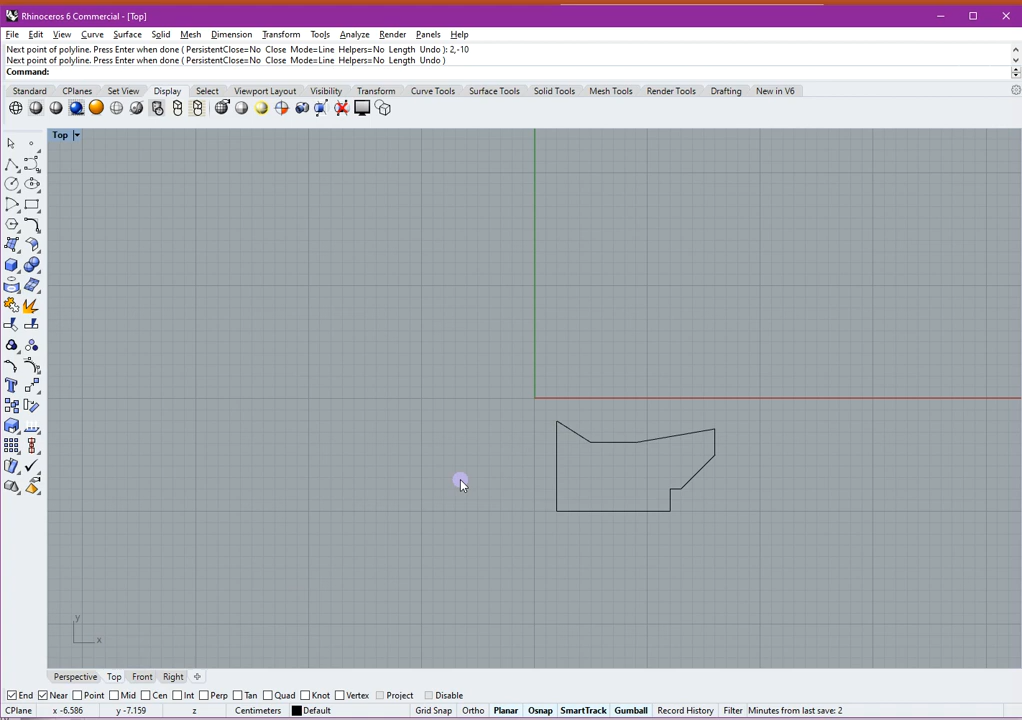 Rhinoceros 6 Commercial - [Top]
File Edit View Curve Surface Solid Mesh Dimension Transform Tools Analyze Render Panels Help
Next point of polyline. Press Enter when done ( PersistentClose=No Close Mode=Line Helpers=No Length Undo ): 2,-10
Next point of polyline. Press Enter when done ( PersistentClose=No Close Mode=Line Helpers=No Length Undo )
Command:
Standard CPlanes Set View Display Select Viewport Layout Visibility Transform Curve Tools Surface Tools Solid Tools Mesh Tools Render Tools Drafting New in V6
Top
y
x
Perspective Top Front Right
End Near Point Mid Cen Int Perp Tan Quad Knot Vertex Project Disable
CPlane x -6.586 y -7.159 z Centimeters Default Grid Snap Ortho Planar Osnap SmartTrack Gumball Record History Filter Minutes from last save: 2